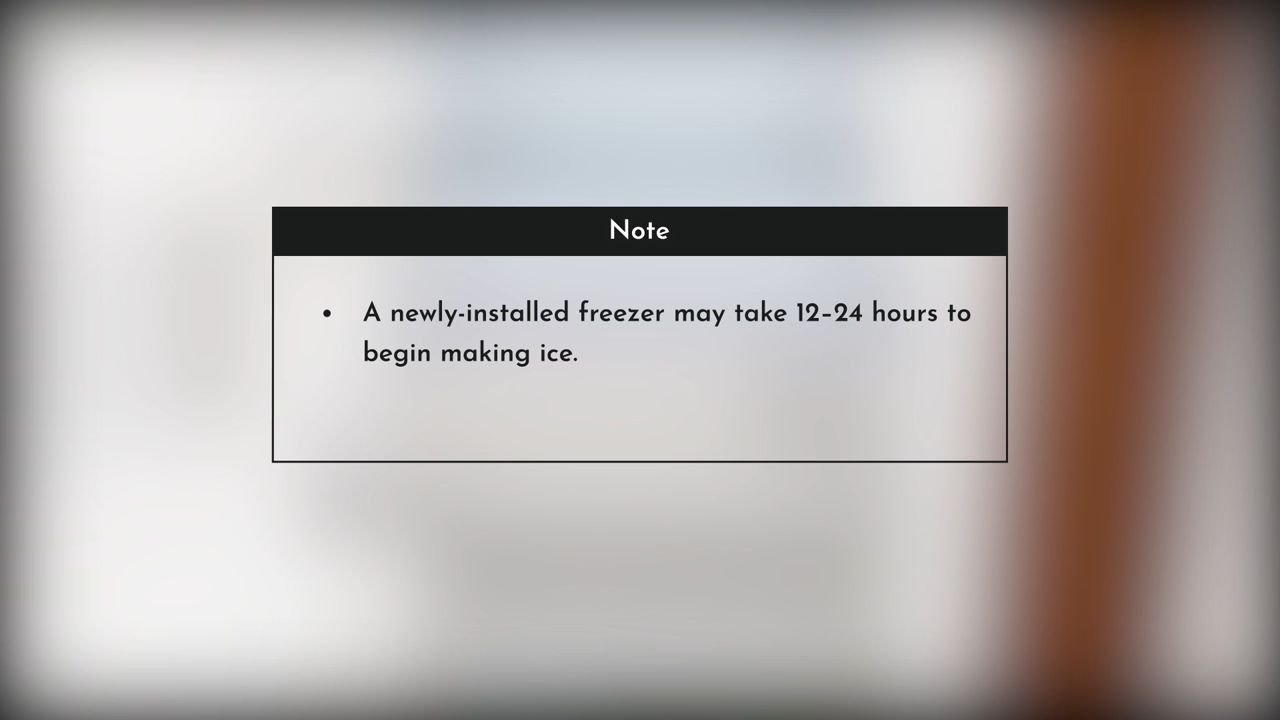 Note
• A newly-installed freezer may take 12–24 hours to
begin making ice.